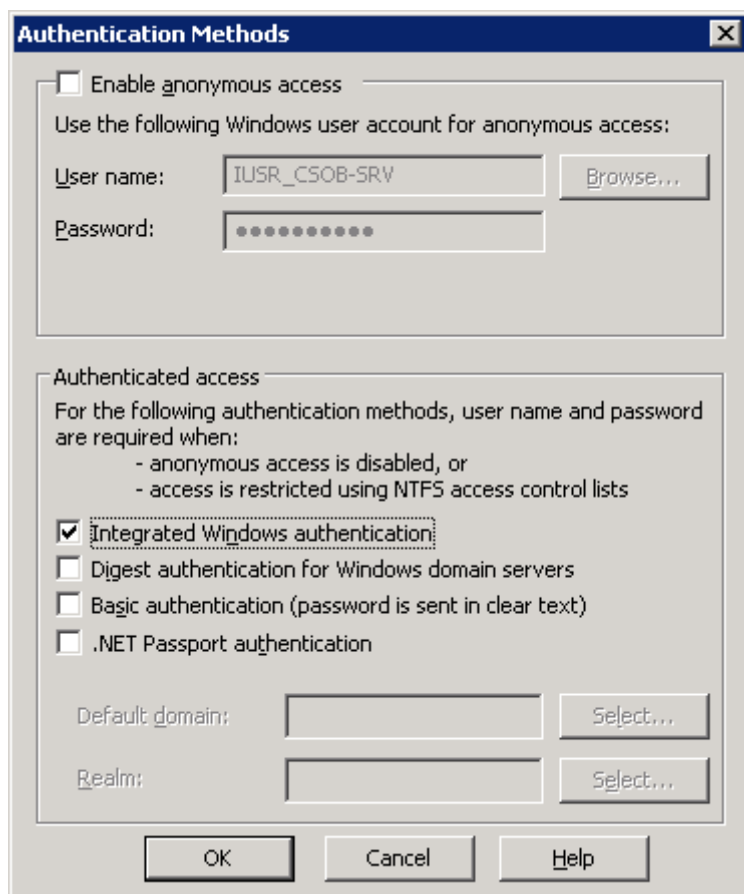 Authentication Methods
Enable anonymous access
Use the following Windows user account for anonymous access:
User name: IUSR_CSOB-SRV Browse...
Password: ●●●●●●●●●●
Authenticated access
For the following authentication methods, user name and password
are required when:
- anonymous access is disabled, or
- access is restricted using NTFS access control lists
Integrated Windows authentication
Digest authentication for Windows domain servers
Basic authentication (password is sent in clear text)
.NET Passport authentication
Default domain: Select...
Realm: Select...
OK Cancel Help